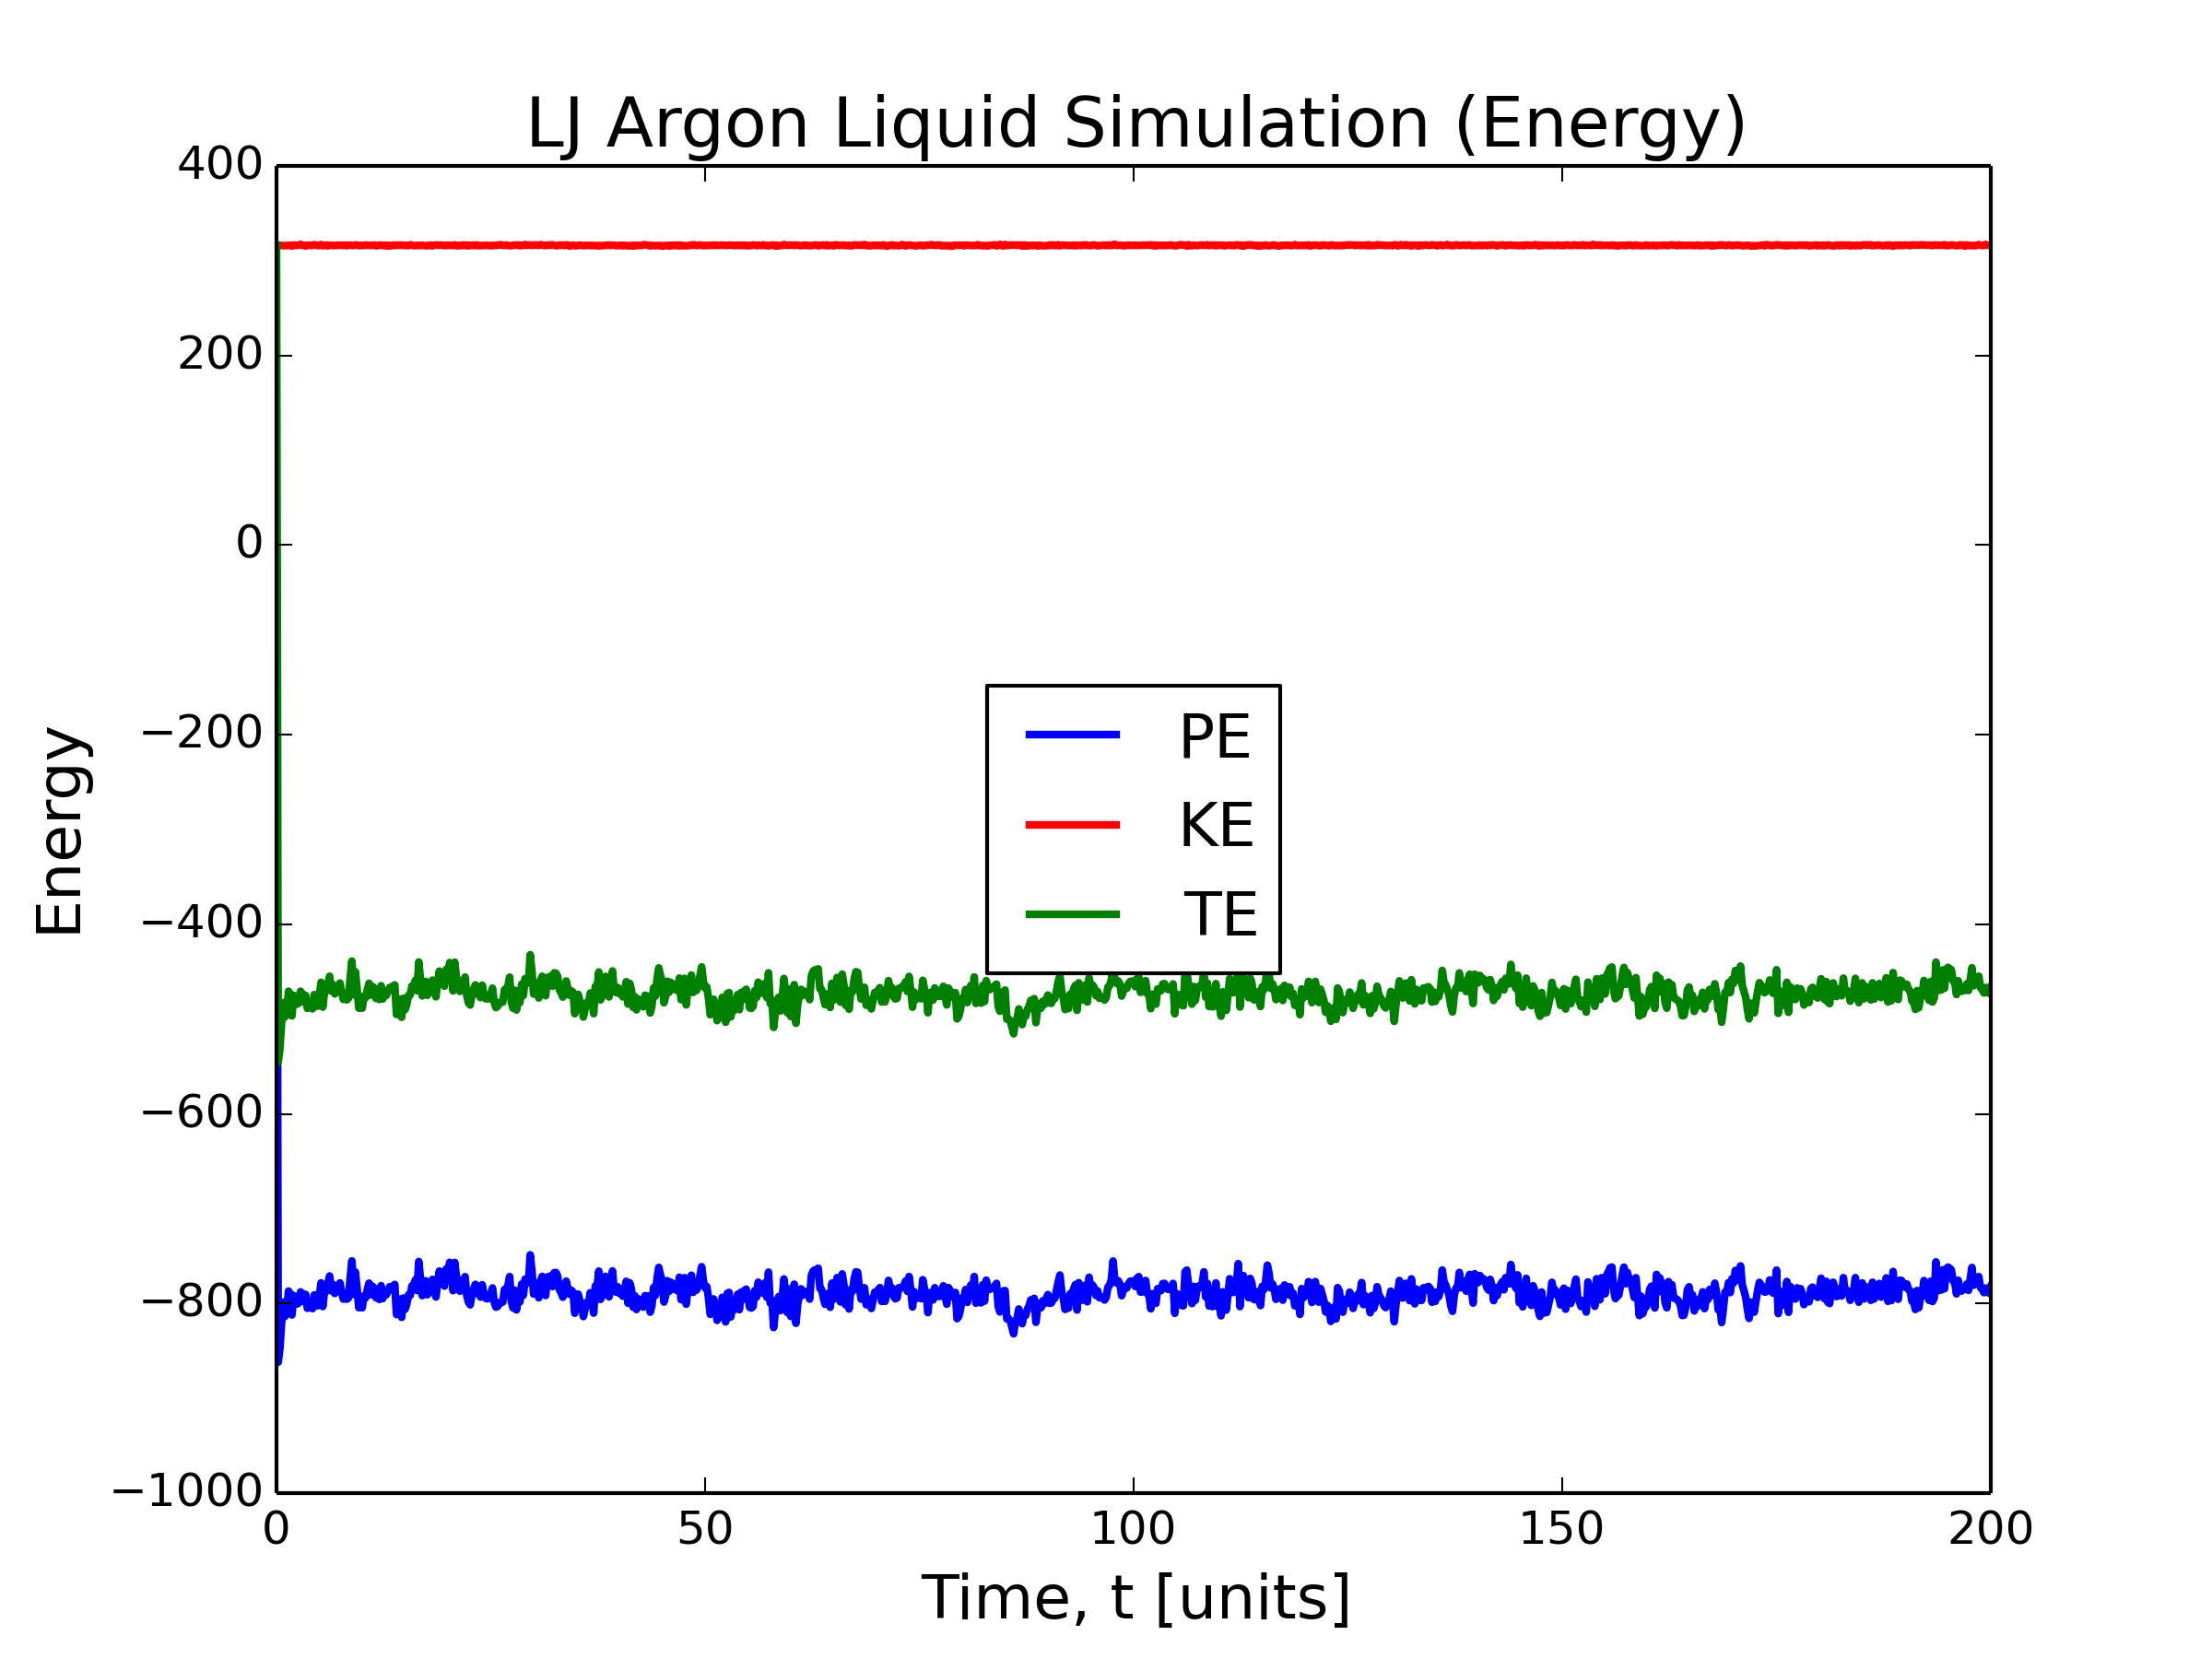 LJ Argon Liquid Simulation (Energy)
400
200
0
−200
−400
−600
−800
−1000
Energy
PE
KE
TE
0 50 100 150 200
Time, t [units]